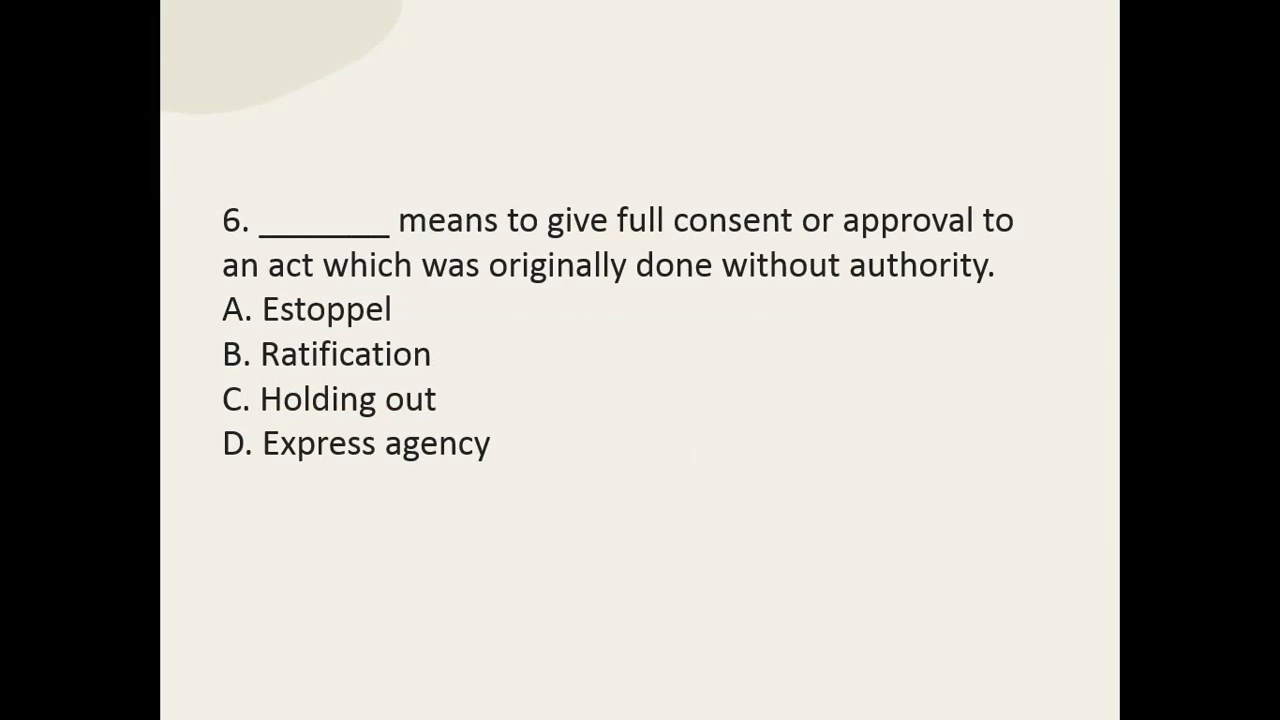 6. _______ means to give full consent or approval to
an act which was originally done without authority.
A. Estoppel
B. Ratification
C. Holding out
D. Express agency